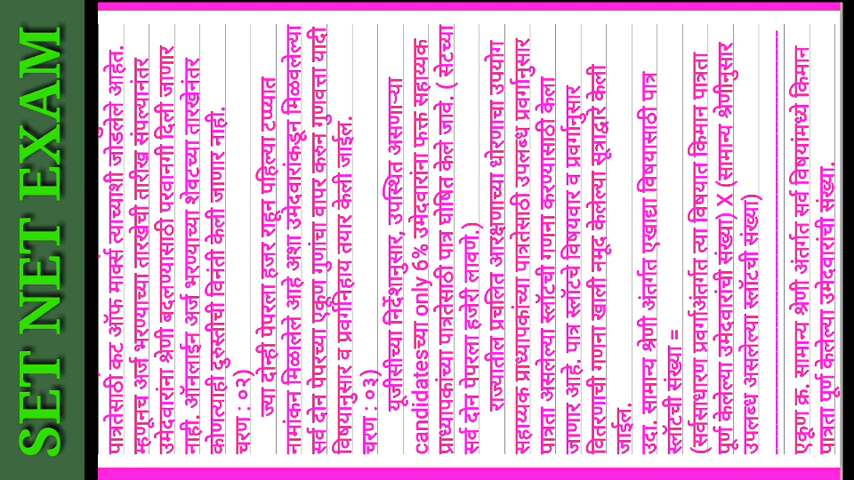 SET NET EXAM
पात्रतेसाठी कट ऑफ मार्क्स त्याच्याशी जोडलेले आहेत.
म्हणूनच अर्ज भरण्याच्या तारखेची तारीख संपल्यानंतर
उमेदवारांना श्रेणी बदलण्यासाठी परवानगी दिली जाणार
नाही. ऑनलाईन अर्ज भरण्याच्या शेवटच्या तारखेनंतर
कोणत्याही दुरुस्तीची विनंती केली जाणार नाही.
चरण : ०२)
ज्या दोन्ही पेपरला हजर राहून पहिल्या टप्प्यात
नामांकन मिळालेले आहे अशा उमेदवारांकडून मिळवलेल्या
सर्व दोन पेपरच्या एकूण गुणांचा वापर करुन गुणवत्ता यादी
विषयानुसार व प्रवर्गनिहाय तयार केली जाईल.
चरण : ०३)
यूजीसीच्या निर्देशानुसार, उपस्थित असणाऱ्या
candidatesच्या only 6% उमेदवारांना फक्त सहाय्यक
प्राध्यापकांच्या पात्रतेसाठी पात्र घोषित केले जावे. ( सेटच्या
सर्व दोन पेपरला हजेरी लावणे.)
राज्यातील प्रचलित आरक्षणाच्या धोरणाचा उपयोग
सहाय्यक प्राध्यापकांच्या पात्रतेसाठी उपलब्ध प्रवर्गानुसार
पात्रता असलेल्या स्लॉटची गणना करण्यासाठी केला
जाणार आहे. पात्र स्लॉटचे विषयवार व प्रवर्गानुसार
वितरणाची गणना खाली नमूद केलेल्या सूत्राद्वारे केली
जाईल.
उदा. सामान्य श्रेणी अंतर्गत एखाद्या विषयासाठी पात्र
स्लॉटची संख्या =
(सर्वसाधारण प्रवर्गाअंतर्गत त्या विषयात किमान पात्रता
पूर्ण केलेल्या उमेदवारांची संख्या) X (सामान्य श्रेणीनुसार
उपलब्ध असलेल्या स्लॉटची संख्या)
एकूण क्र. सामान्य श्रेणी अंतर्गत सर्व विषयांमध्ये किमान
पात्रता पूर्ण केलेल्या उमेदवारांची संख्या.